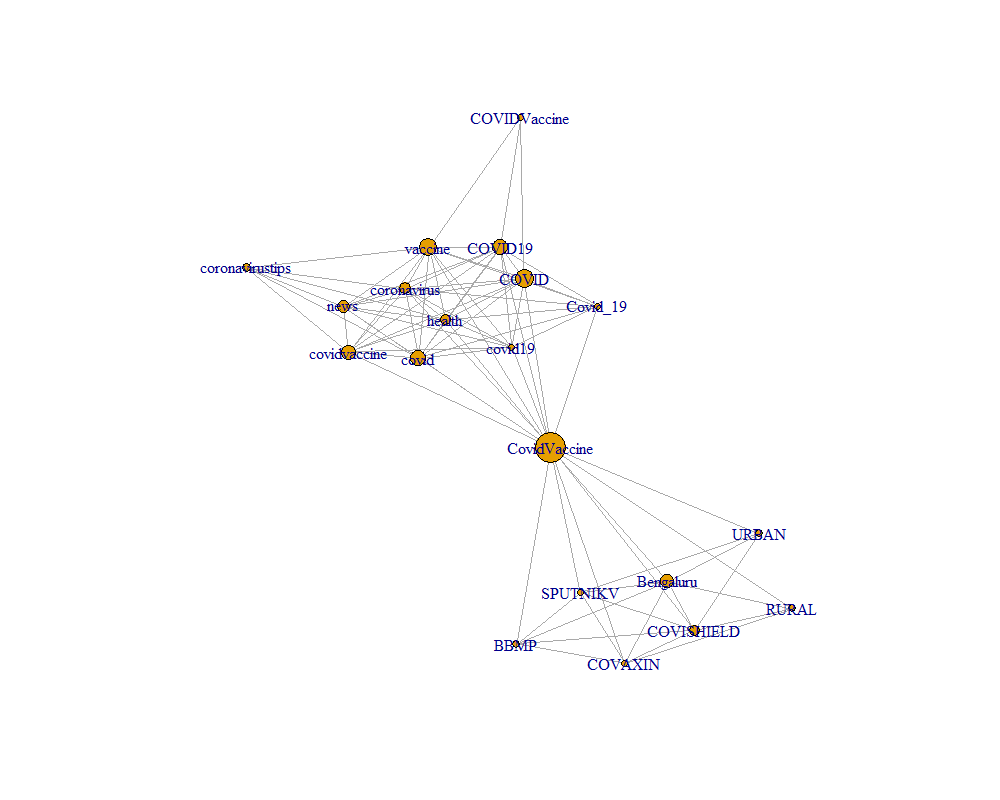 COVIDVaccine
vaccine
COVID19
coronavirustips
COVID
coronavirus
news
Covid_19
health
covid19
covidvaccine
covid
CovidVaccine
URBAN
Bengaluru
SPUTNIKV
RURAL
COVISHIELD
BBMP
COVAXIN